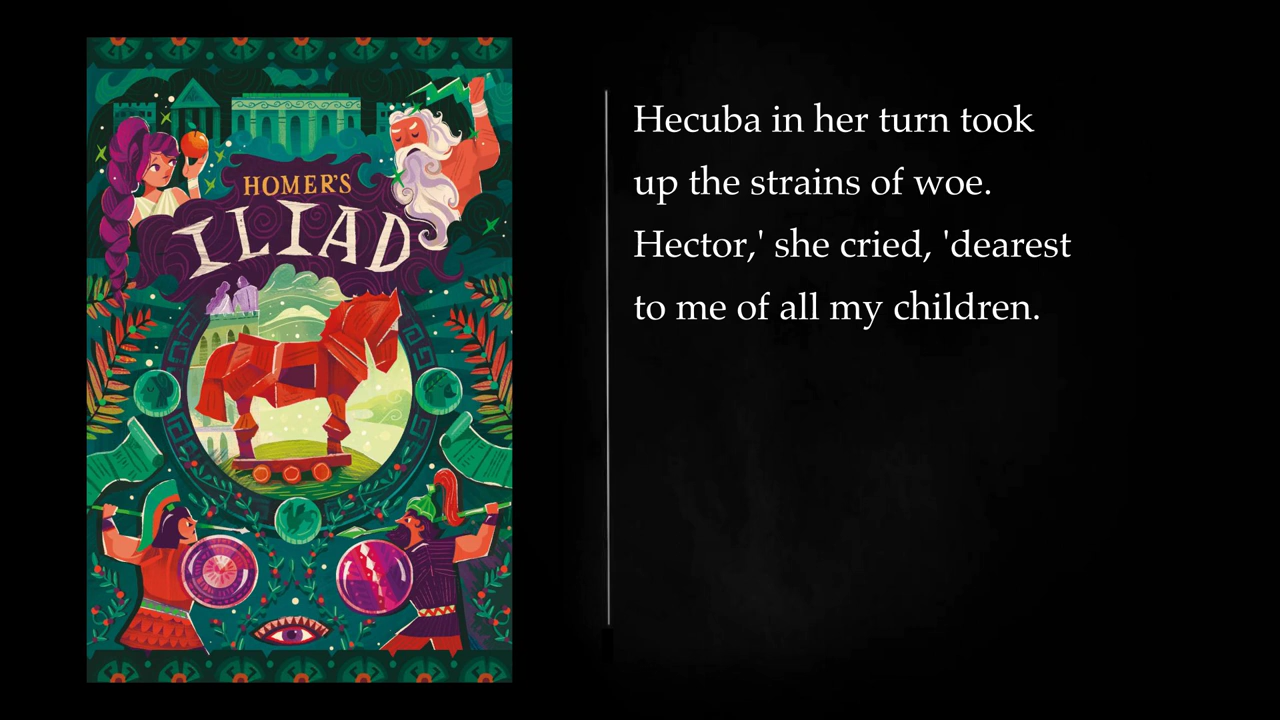 HOMER'S
ILIAD
Hecuba in her turn took
up the strains of woe.
Hector,' she cried, 'dearest
to me of all my children.